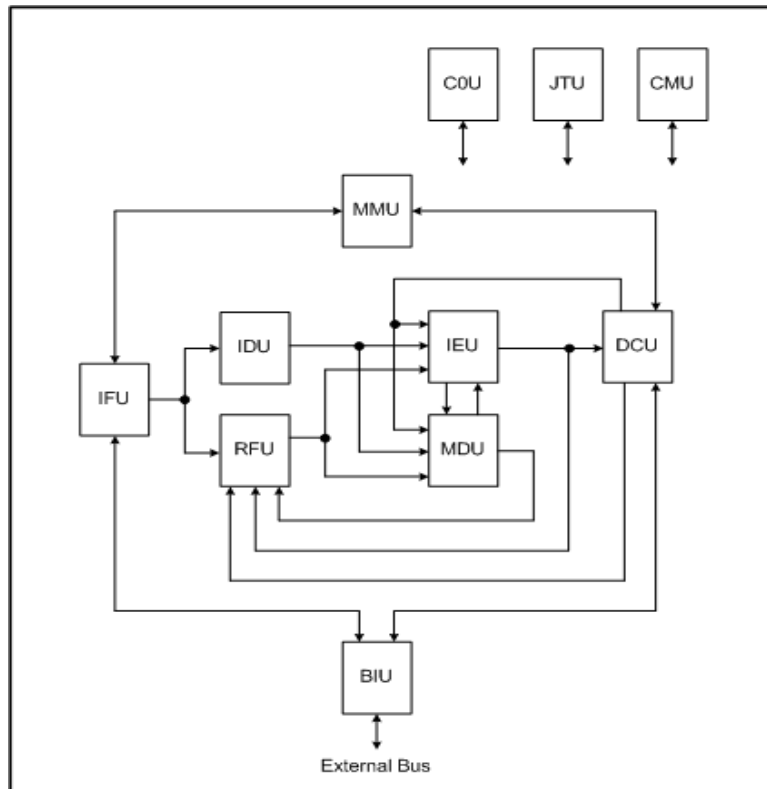 C0U
JTU
CMU
MMU
IDU
IEU
DCU
IFU
RFU
MDU
BIU
External Bus